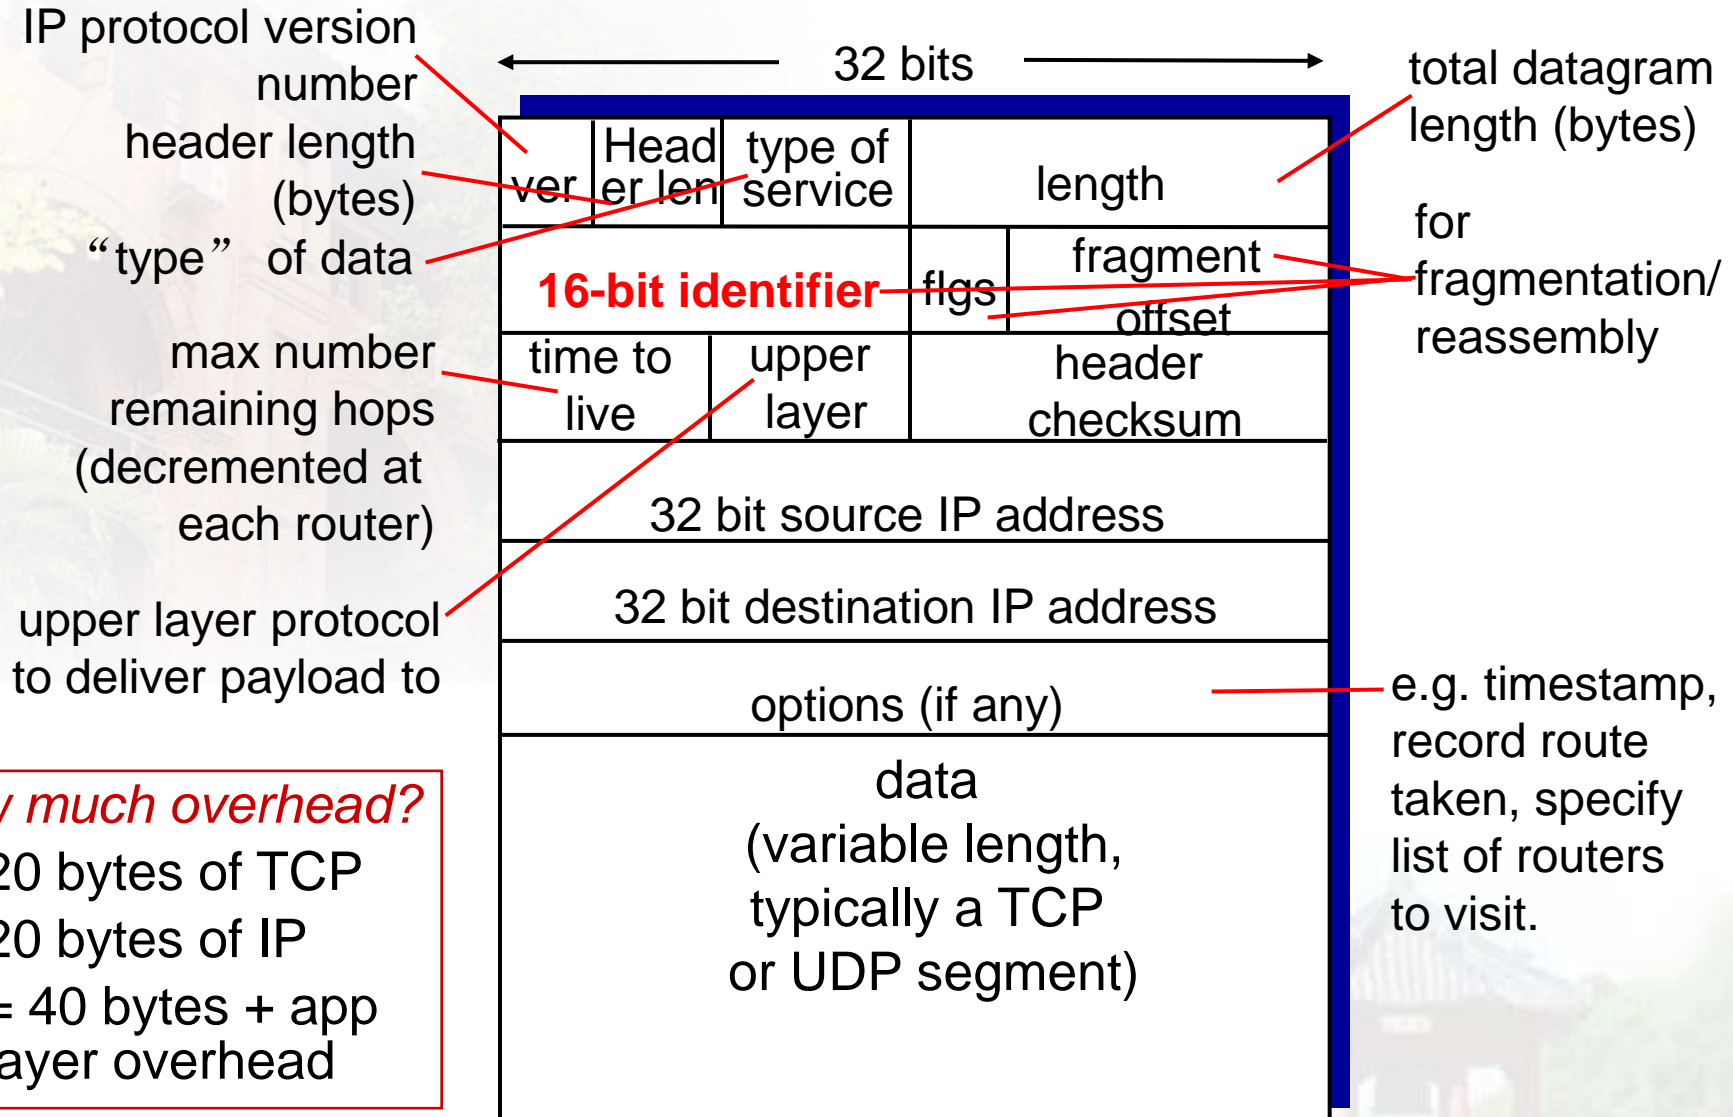 IP protocol version
number
header length
(bytes)
“type” of data
max number
remaining hops
(decremented at
each router)
upper layer protocol
to deliver payload to
much overhead?
20 bytes of TCP
20 bytes of IP
= 40 bytes + app
ayer overhead
32 bits
ver
Head
er len
type of
service
length
16-bit identifier
flgs
fragment
offset
time to
live
upper
layer
header
checksum
32 bit source IP address
32 bit destination IP address
options (if any)
data
(variable length,
typically a TCP
or UDP segment)
total datagram
length (bytes)
for
fragmentation/
reassembly
e.g. timestamp,
record route
taken, specify
list of routers
to visit.